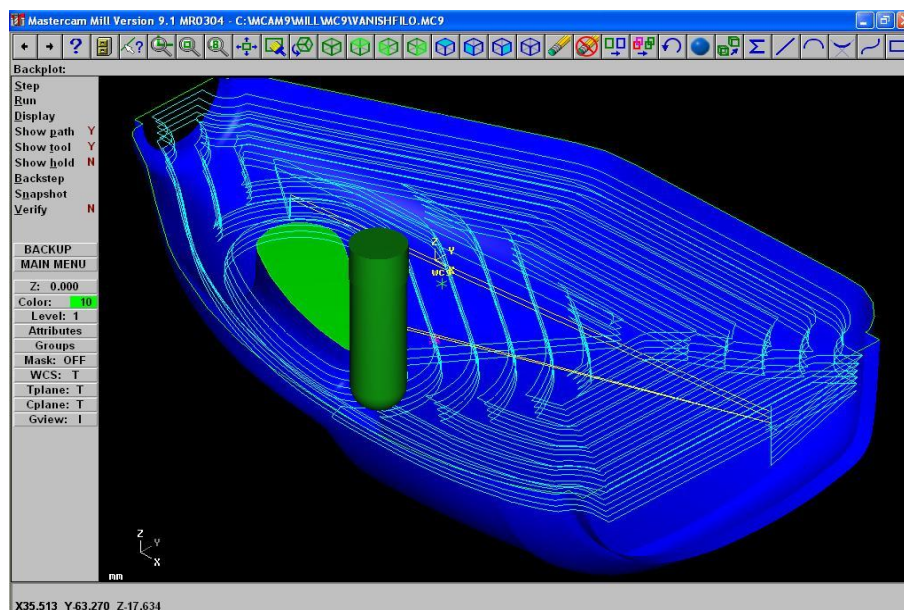 Mastercam Mill Version 9.1 MR0304 - C:\MCAM9\MILL\MC9\VANISHFILO.MC9
Backplot:
Step
Run
Display
Show path Y
Show tool Y
Show hold N
Backstep
Snapshot
Verify N
BACKUP
MAIN MENU
Z: 0.000
Color: 10
Level: 1
Attributes
Groups
Mask: OFF
WCS: T
Tplane: T
Cplane: T
Gview: I
Z
Y
X
WCS
Z
Y
X
mm
X35.513 Y-63.270 Z-17.634